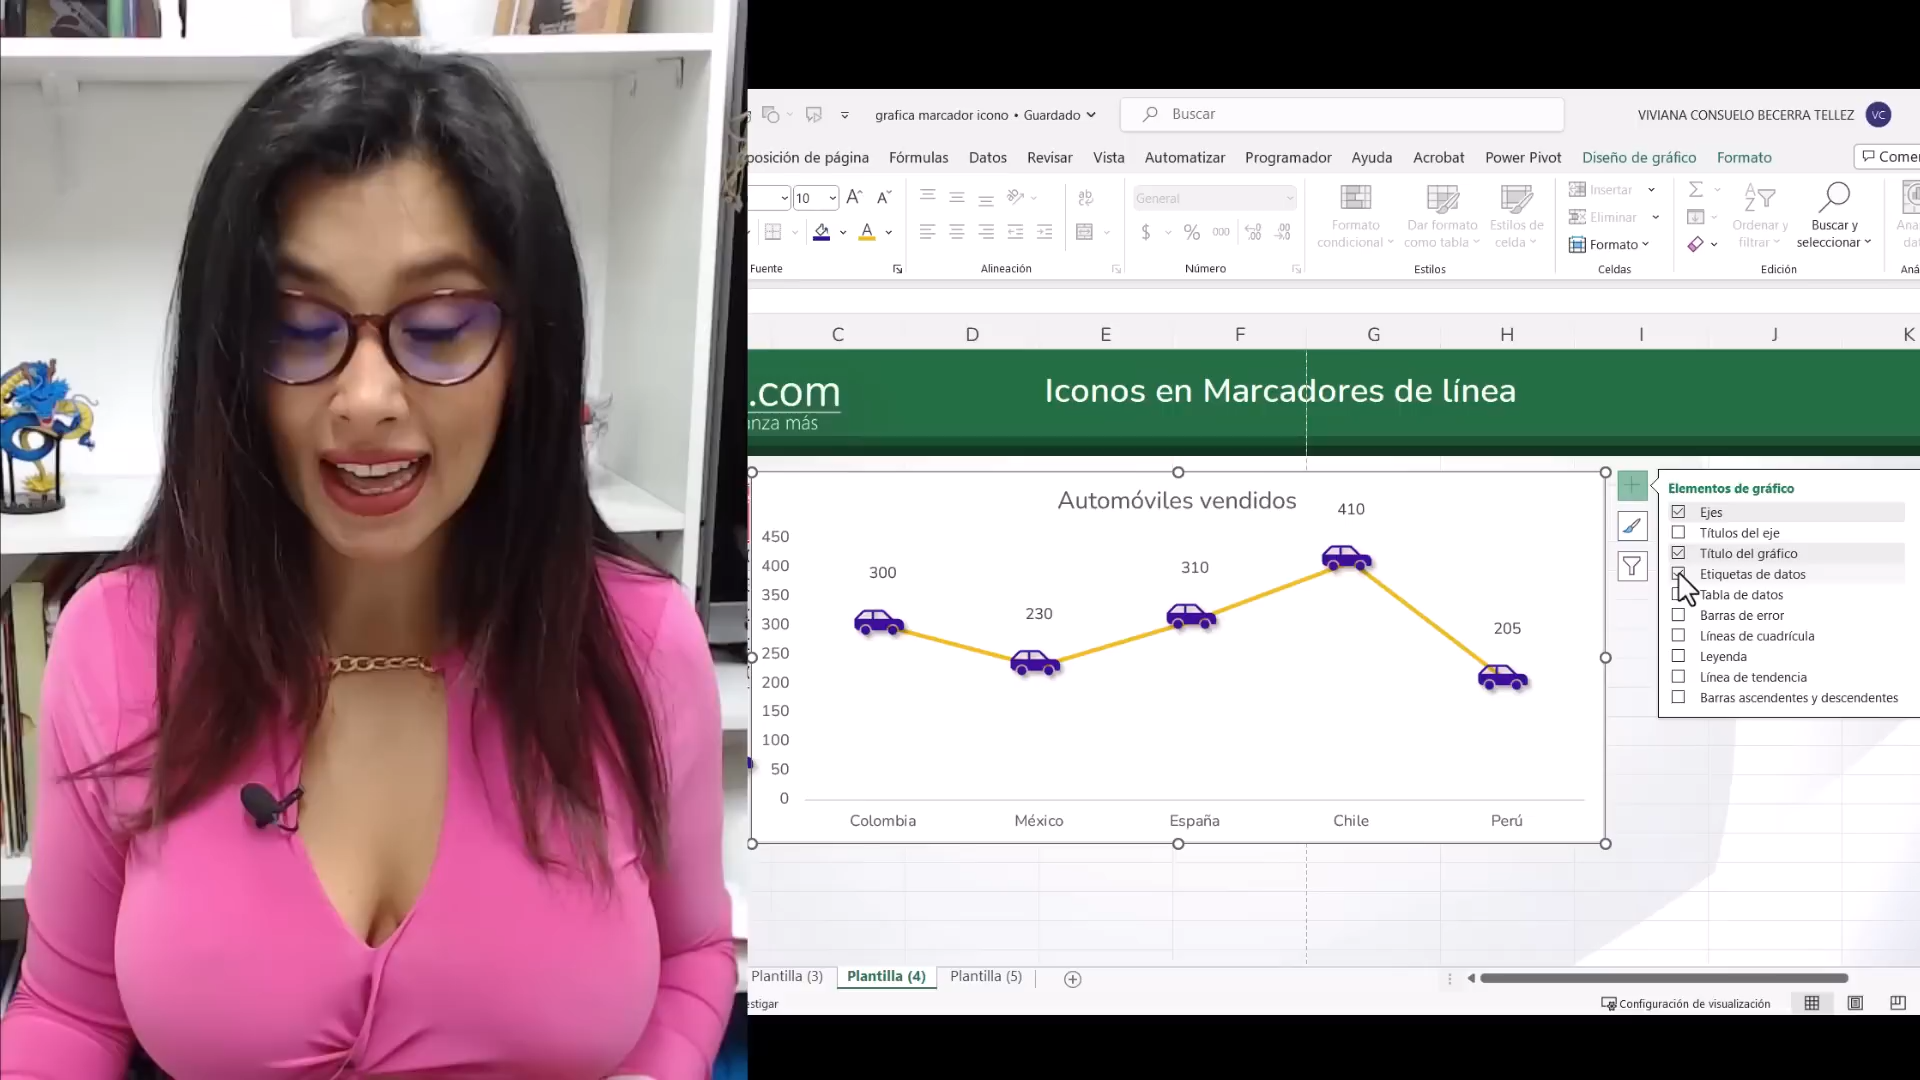 grafica marcador icono • Guardado
Buscar
VIVIANA CONSUELO BECERRA TELLEZ VC
posición de página Fórmulas Datos Revisar Vista Automatizar Programador Ayuda Acrobat Power Pivot Diseño de gráfico Formato Comer
10 A A General
Formato condicional
Dar formato como tabla
Estilos de celda
Insertar
Eliminar
Formato
Ordenar y filtrar
Buscar y seleccionar
$ % 000
Fuente Alineación Número Estilos Celdas Edición Aná
C D E F G H I J K
.com
anza más
Iconos en Marcadores de línea
Automóviles vendidos
450
400
350
300
250
200
150
100
50
0
300
230
310
410
205
Colombia México España Chile Perú
Elementos de gráfico
Ejes
Títulos del eje
Título del gráfico
Etiquetas de datos
Tabla de datos
Barras de error
Líneas de cuadrícula
Leyenda
Línea de tendencia
Barras ascendentes y descendentes
Plantilla (3) Plantilla (4) Plantilla (5)
estigar
Configuración de visualización